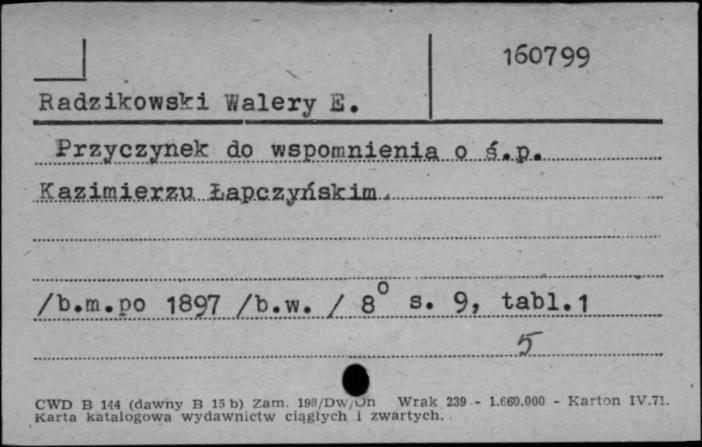 160799
Radzikowski Walery E.
Przyczynek do wspomnienia o ś.p.
Kazimierzu Łapczyńskim.
/b.m.po 1897 /b.w. / 8° s. 9, tabl.1
5
CWD B 144 (dawny B 15 b) Zam. 198/Dw/Un Wrak 239 - 1.660.000 - Karton IV.71.
Karta katalogowa wydawnictw ciągłych i zwartych.